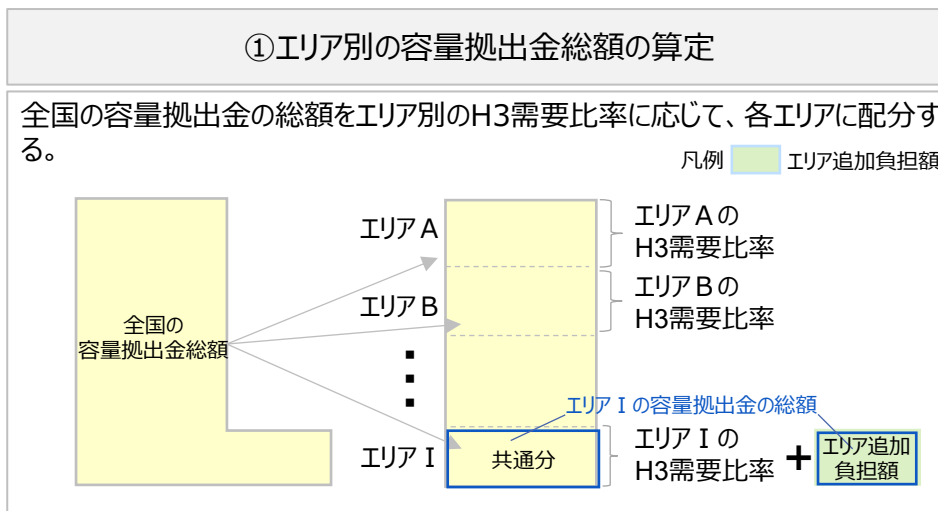 ①エリア別の容量拠出金総額の算定
全国の容量拠出金の総額をエリア別のH3需要比率に応じて、各エリアに配分す
る。
凡例
エリア追加負担額
エリアA
エリアAの
H3需要比率
エリアB
エリアBの
H3需要比率
全国の
容量拠出金総額
エリアIの容量拠出金の総額
エリアI
共通分
エリアIの
H3需要比率
+
エリア追加
負担額